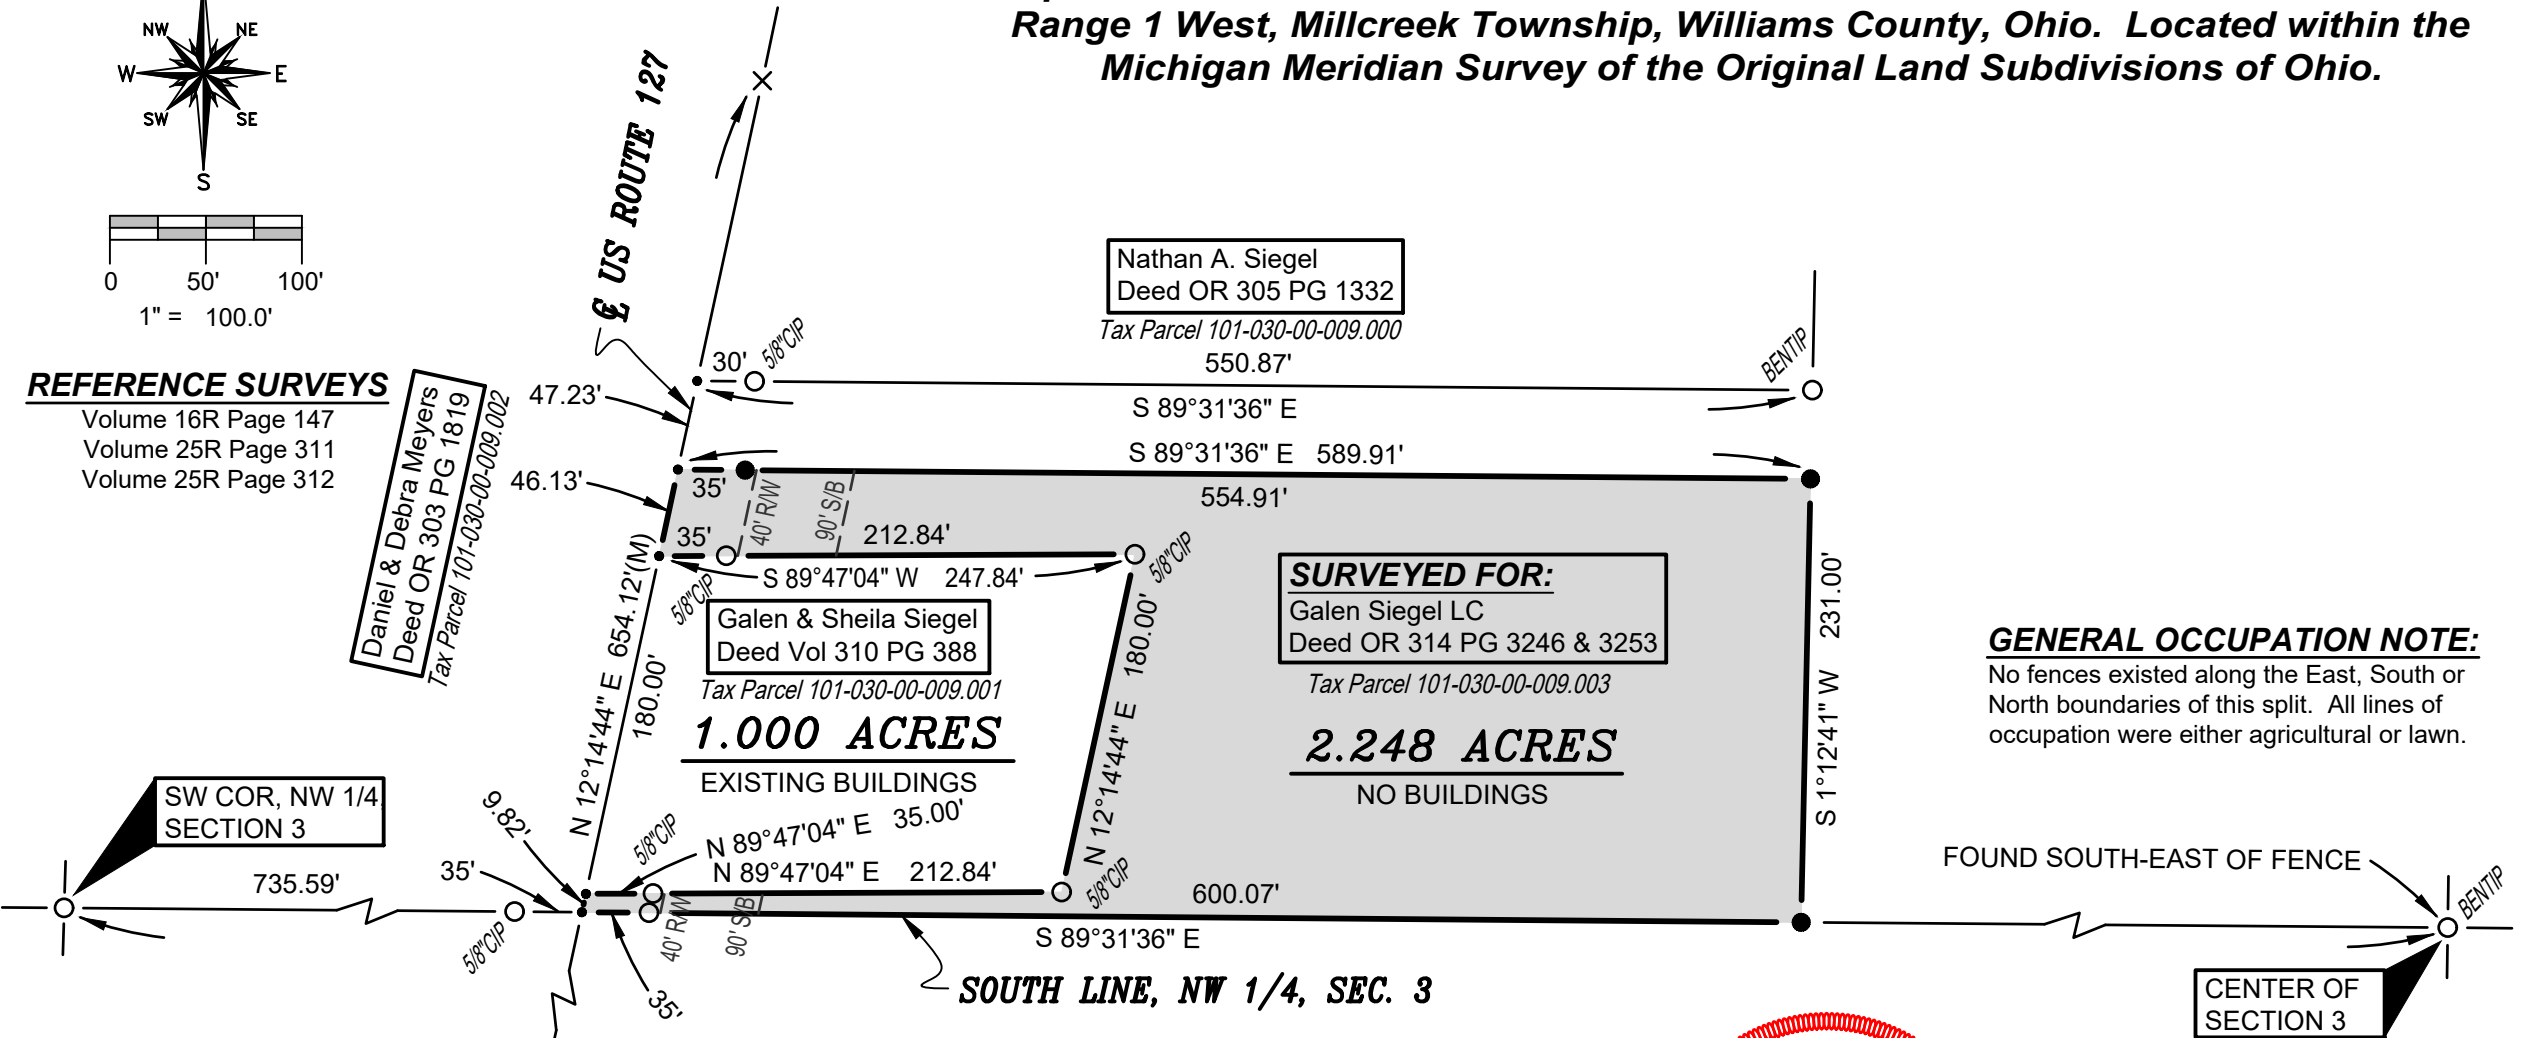 Range 1 West, Millcreek Township, Williams County, Ohio. Located within the
Michigan Meridian Survey of the Original Land Subdivisions of Ohio.
NW
NE
W
E
SW
SE
S
0 50' 100'
1" = 100.0'
REFERENCE SURVEYS
Volume 16R Page 147
Volume 25R Page 311
Volume 25R Page 312
Daniel & Debra Meyers
Deed OR 303 PG 1819
Tax Parcel 101-030-00-009.002
℄ US ROUTE 127
Nathan A. Siegel
Deed OR 305 PG 1332
Tax Parcel 101-030-00-009.000
550.87'
30'
5/8"CIP
BENTIP
47.23'
S 89°31'36" E
S 89°31'36" E 589.91'
46.13'
35'
40' R/W
90' S/B
554.91'
35'
212.84'
S 89°47'04" W 247.84'
5/8"CIP
5/8"CIP
N 12°14'44" E 654.12'(M)
180.00'
Galen & Sheila Siegel
Deed Vol 310 PG 388
Tax Parcel 101-030-00-009.001
1.000 ACRES
EXISTING BUILDINGS
N 12°14'44" E 180.00'
SURVEYED FOR:
Galen Siegel LC
Deed OR 314 PG 3246 & 3253
Tax Parcel 101-030-00-009.003
2.248 ACRES
NO BUILDINGS
S 1°12'41" W 231.00'
GENERAL OCCUPATION NOTE:
No fences existed along the East, South or
North boundaries of this split. All lines of
occupation were either agricultural or lawn.
SW COR, NW 1/4,
SECTION 3
735.59'
9.82'
35'
5/8"CIP
5/8"CIP
N 89°47'04" E 35.00'
N 89°47'04" E 212.84'
5/8"CIP
600.07'
40' R/W
90' S/B
35'
S 89°31'36" E
SOUTH LINE, NW 1/4, SEC. 3
FOUND SOUTH-EAST OF FENCE
BENTIP
CENTER OF
SECTION 3